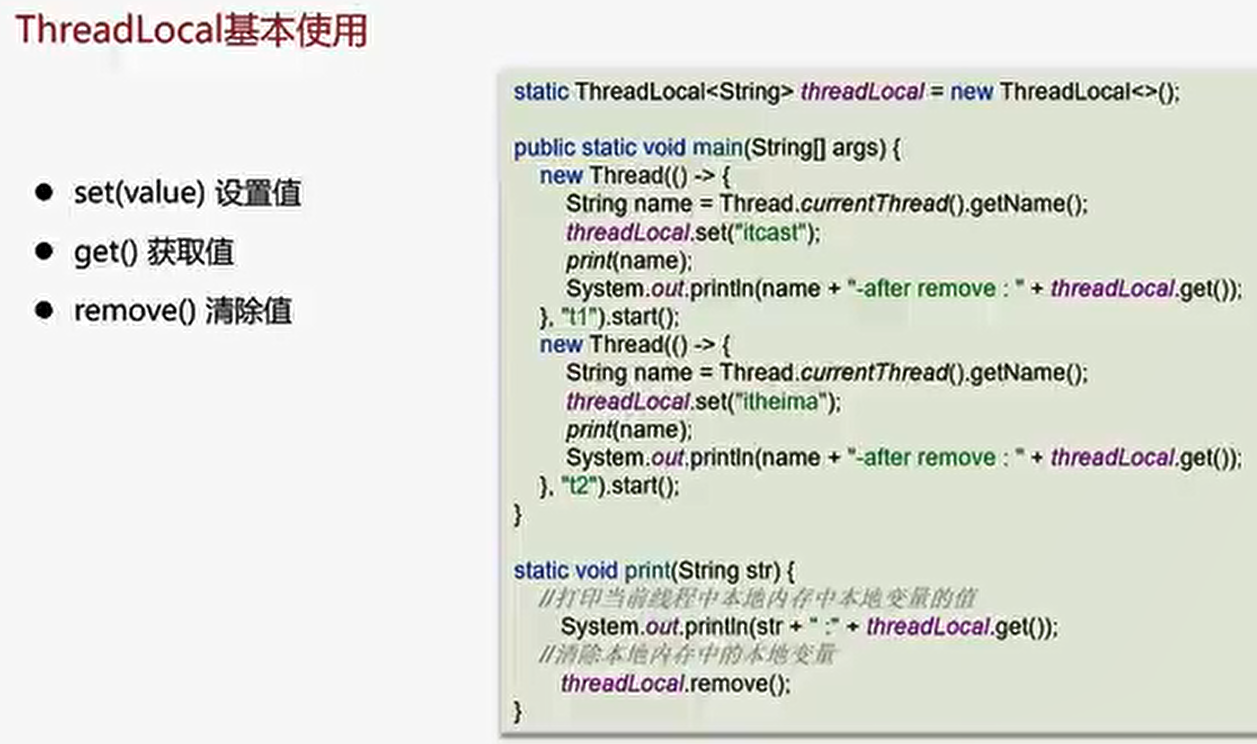 ThreadLocal基本使用
● set(value) 设置值
● get() 获取值
● remove() 清除值
static ThreadLocal<String> threadLocal = new ThreadLocal<>();
public static void main(String[] args) {
new Thread(() -> {
String name = Thread.currentThread().getName();
threadLocal.set("itcast");
print(name);
System.out.println(name + "-after remove : " + threadLocal.get());
}, "t1").start();
new Thread(() -> {
String name = Thread.currentThread().getName();
threadLocal.set("itheima");
print(name);
System.out.println(name + "-after remove : " + threadLocal.get());
}, "t2").start();
}
static void print(String str) {
//打印当前线程中本地内存中本地变量的值
System.out.println(str + " :" + threadLocal.get());
//清除本地内存中的本地变量
threadLocal.remove();
}